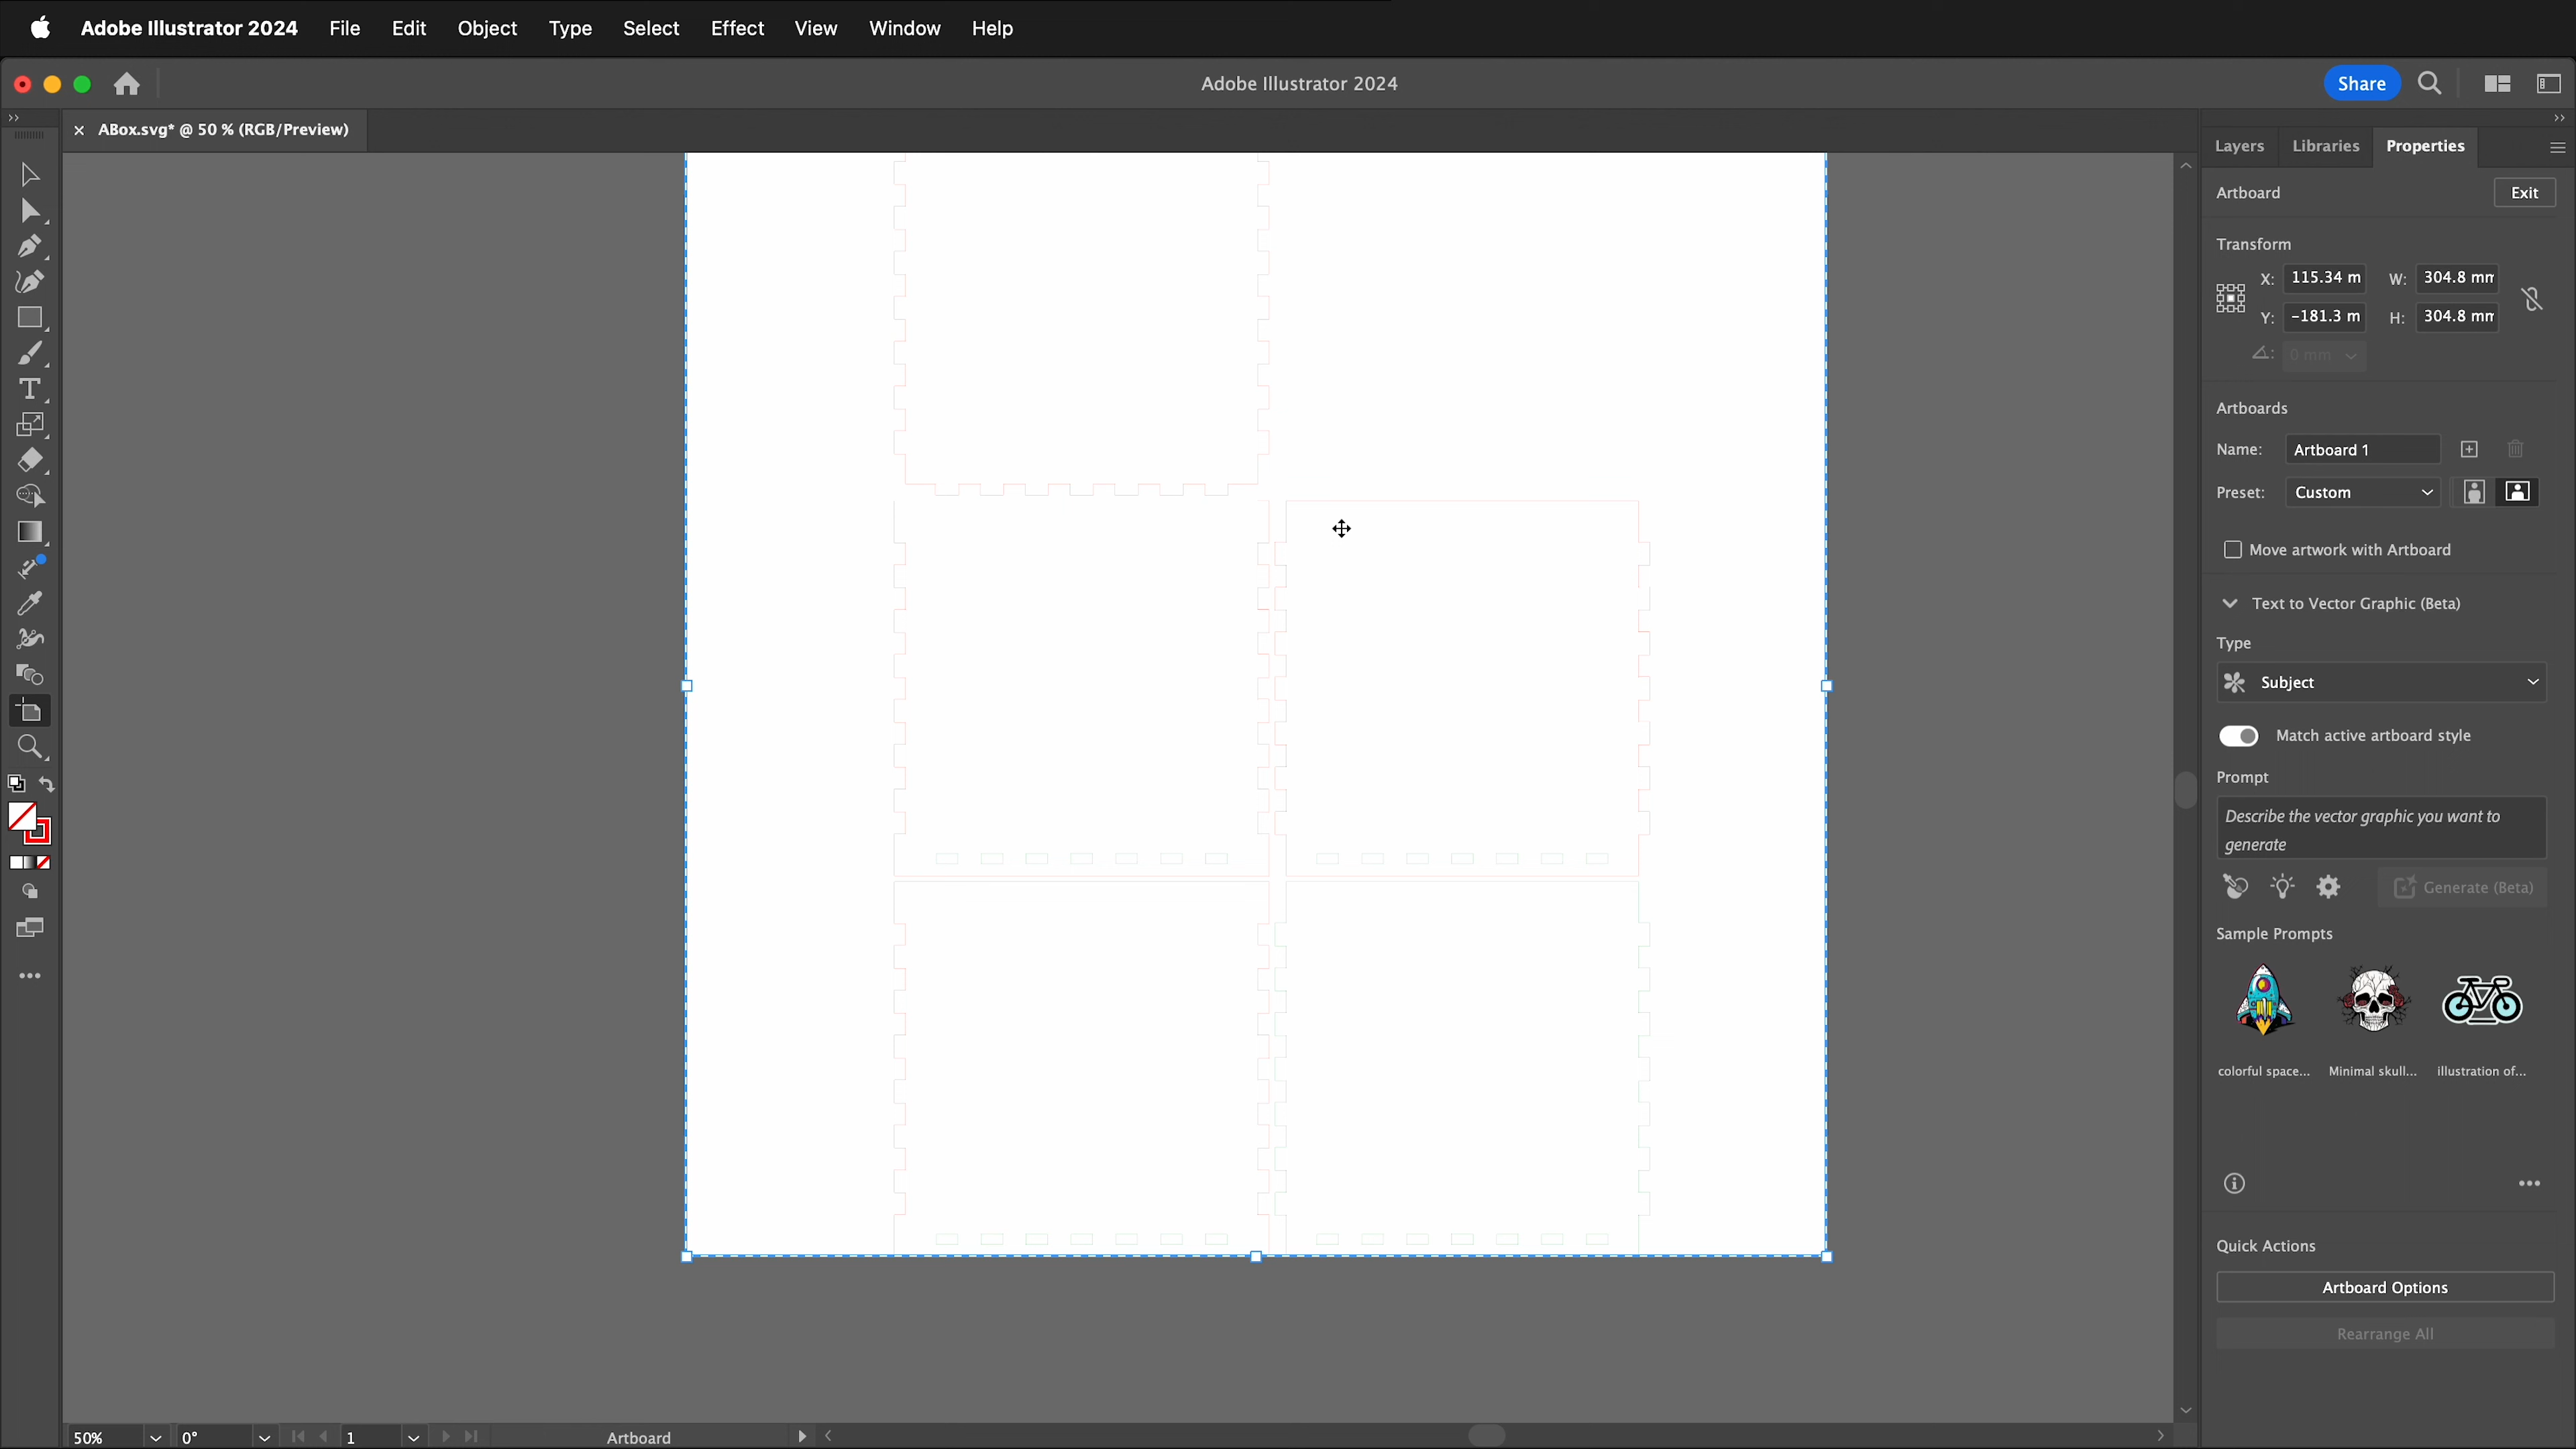 Adobe Illustrator 2024 File Edit Object Type Select Effect View Window Help
Adobe Illustrator 2024
Share
ABox.svg* @ 50 % (RGB/Preview)
Layers Libraries Properties
Artboard Exit
Transform
X: 115.34 m W: 304.8 mm
Y: -181.3 m H: 304.8 mm
0 mm
Artboards
Name: Artboard 1
Preset: Custom
Move artwork with Artboard
Text to Vector Graphic (Beta)
Type
Subject
Match active artboard style
Prompt
Describe the vector graphic you want to
generate
Generate (Beta)
Sample Prompts
colorful space... Minimal skull... illustration of...
Quick Actions
Artboard Options
Rearrange All
50% 0° 1 Artboard